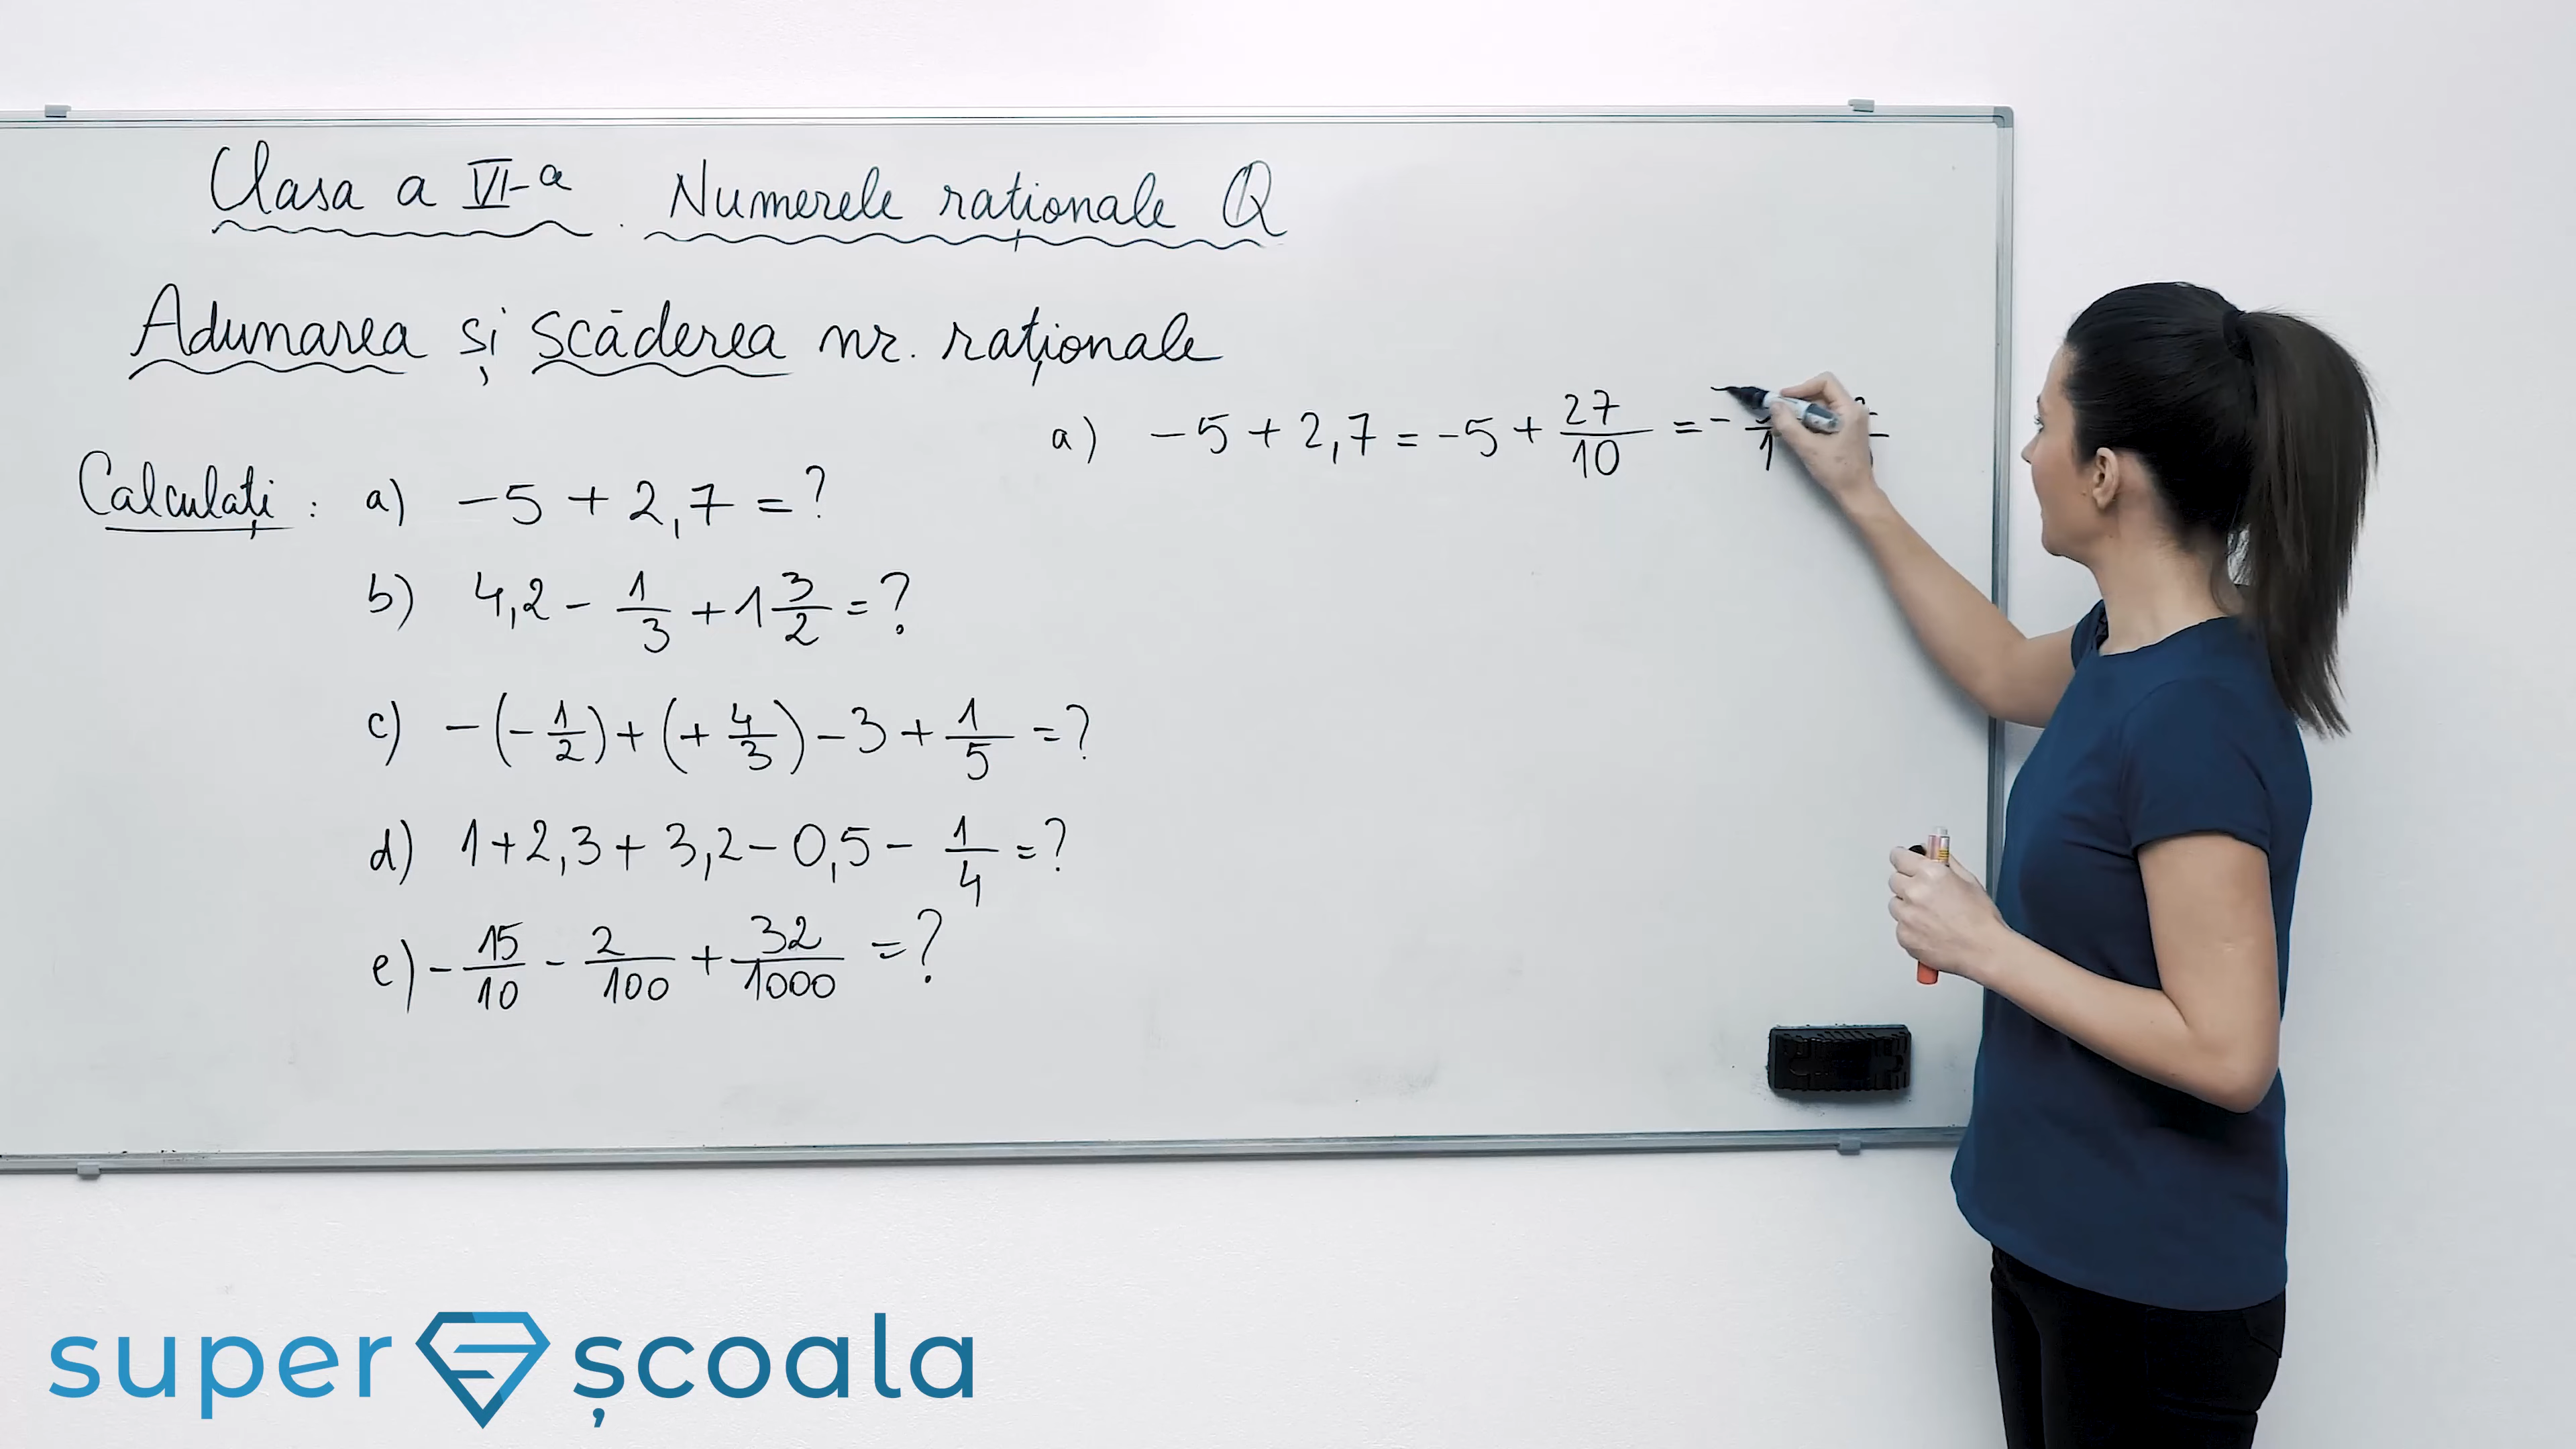 Clasa a VI-a. Numerele raționale Q
Adunarea și scăderea nr. raționale
a) -5 + 2,7 = -5 + 27/10 = -
Calculați : a) -5 + 2,7 = ?
b) 4,2 - 1/3 + 1 3/2 = ?
c) -(-1/2) + (+4/3) - 3 + 1/5 = ?
d) 1 + 2,3 + 3,2 - 0,5 - 1/4 = ?
e) -15/10 - 2/100 + 32/1000 = ?
super școala